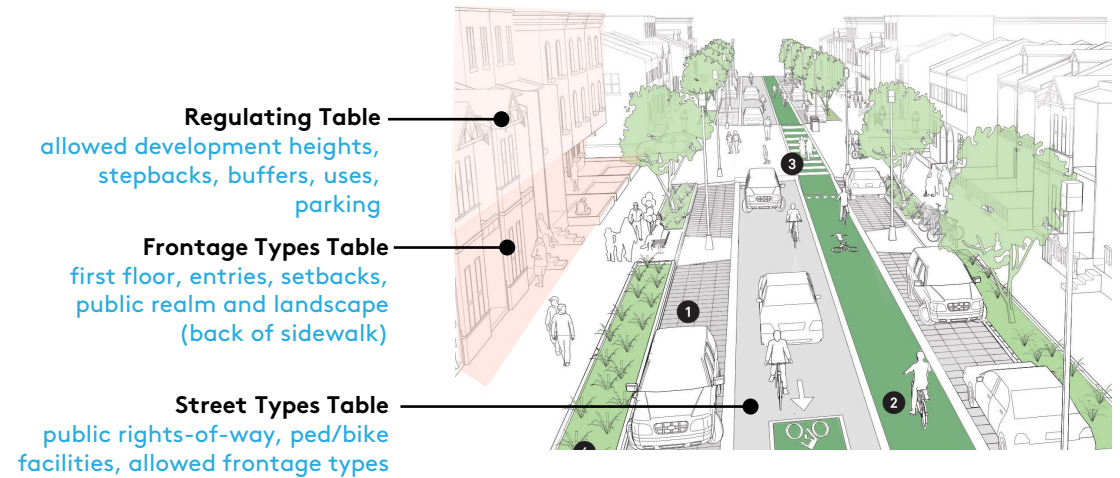 Regulating Table
allowed development heights,
stepbacks, buffers, uses,
parking
Frontage Types Table
first floor, entries, setbacks,
public realm and landscape
(back of sidewalk)
Street Types Table
public rights-of-way, ped/bike
facilities, allowed frontage types
3
1
2